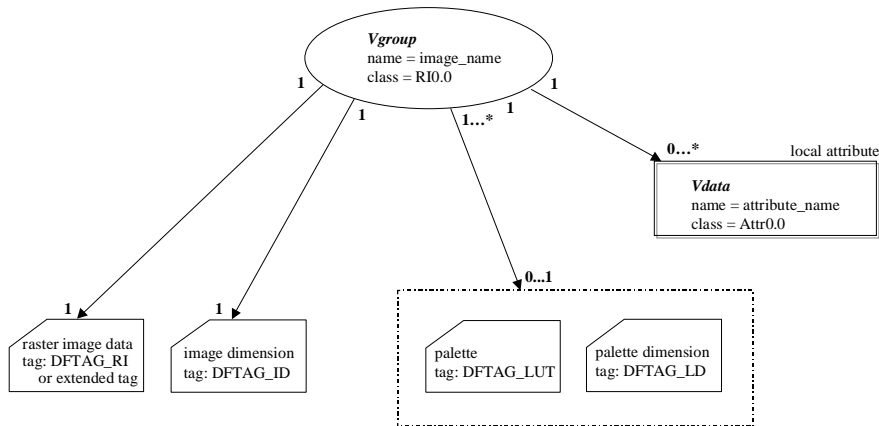 Vgroup
name = image_name
class = RI0.0
1
1
1…*
1
1
0…*
local attribute
Vdata
name = attribute_name
class = Attr0.0
1
1
0...1
raster image data
tag: DFTAG_RI
or extended tag
image dimension
tag: DFTAG_ID
palette
tag: DFTAG_LUT
palette dimension
tag: DFTAG_LD